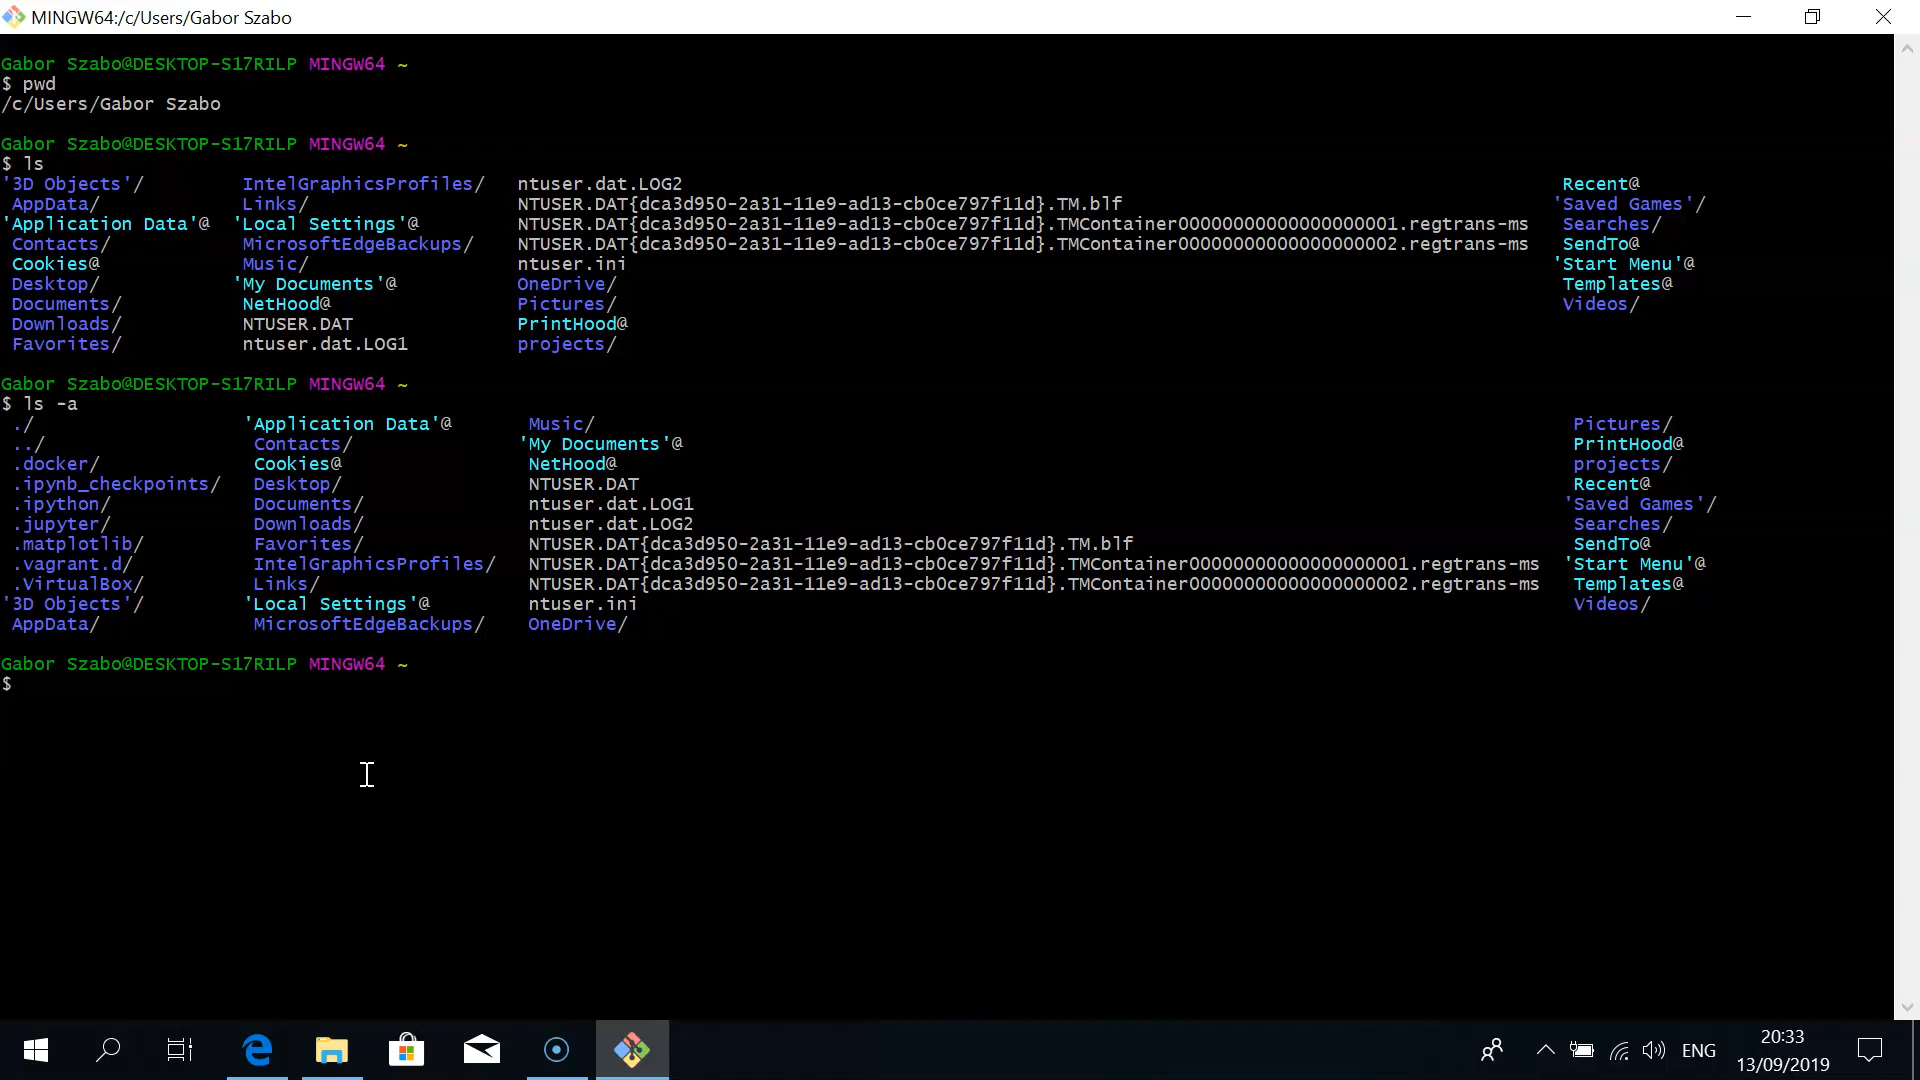 MINGW64:/c/Users/Gabor Szabo
Gabor Szabo@DESKTOP-S17RILP MINGW64 ~
$ pwd
/c/Users/Gabor Szabo
Gabor Szabo@DESKTOP-S17RILP MINGW64 ~
$ ls
'3D Objects'/ IntelGraphicsProfiles/ ntuser.dat.LOG2 Recent@
AppData/ Links/ NTUSER.DAT{dca3d950-2a31-11e9-ad13-cb0ce797f11d}.TM.blf 'Saved Games'/
'Application Data'@ 'Local Settings'@ NTUSER.DAT{dca3d950-2a31-11e9-ad13-cb0ce797f11d}.TMContainer00000000000000000001.regtrans-ms Searches/
Contacts/ MicrosoftEdgeBackups/ NTUSER.DAT{dca3d950-2a31-11e9-ad13-cb0ce797f11d}.TMContainer00000000000000000002.regtrans-ms SendTo@
Cookies@ Music/ ntuser.ini 'Start Menu'@
Desktop/ 'My Documents'@ OneDrive/ Templates@
Documents/ NetHood@ Pictures/ Videos/
Downloads/ NTUSER.DAT PrintHood@
Favorites/ ntuser.dat.LOG1 projects/
Gabor Szabo@DESKTOP-S17RILP MINGW64 ~
$ ls -a
./ 'Application Data'@ Music/ Pictures/
../ Contacts/ 'My Documents'@ PrintHood@
.docker/ Cookies@ NetHood@ projects/
.ipynb_checkpoints/ Desktop/ NTUSER.DAT Recent@
.ipython/ Documents/ ntuser.dat.LOG1 'Saved Games'/
.jupyter/ Downloads/ ntuser.dat.LOG2 Searches/
.matplotlib/ Favorites/ NTUSER.DAT{dca3d950-2a31-11e9-ad13-cb0ce797f11d}.TM.blf SendTo@
.vagrant.d/ IntelGraphicsProfiles/ NTUSER.DAT{dca3d950-2a31-11e9-ad13-cb0ce797f11d}.TMContainer00000000000000000001.regtrans-ms 'Start Menu'@
.VirtualBox/ Links/ NTUSER.DAT{dca3d950-2a31-11e9-ad13-cb0ce797f11d}.TMContainer00000000000000000002.regtrans-ms Templates@
'3D Objects'/ 'Local Settings'@ ntuser.ini Videos/
AppData/ MicrosoftEdgeBackups/ OneDrive/
Gabor Szabo@DESKTOP-S17RILP MINGW64 ~
$
ENG
20:33
13/09/2019